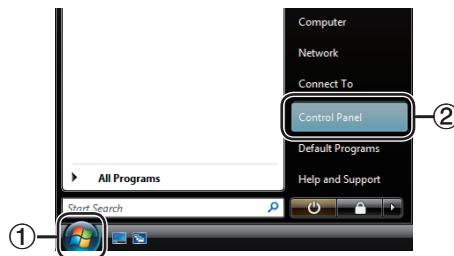 Computer
Network
Connect To
Control Panel
②
Default Programs
All Programs
Help and Support
Start Search
①